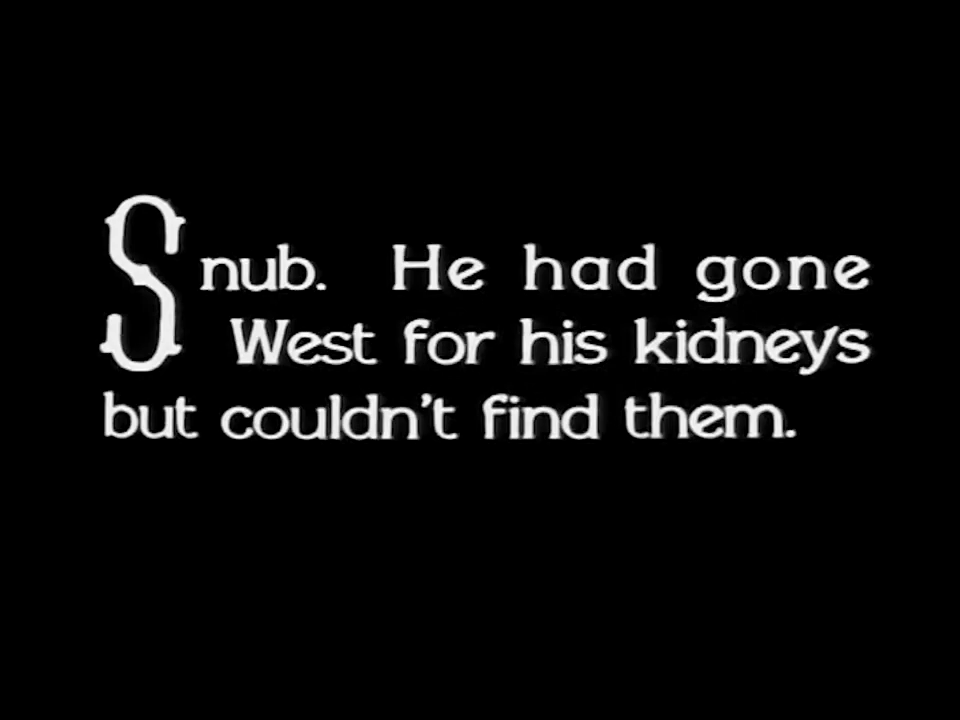 Snub. He had gone
West for his kidneys
but couldn't find them.